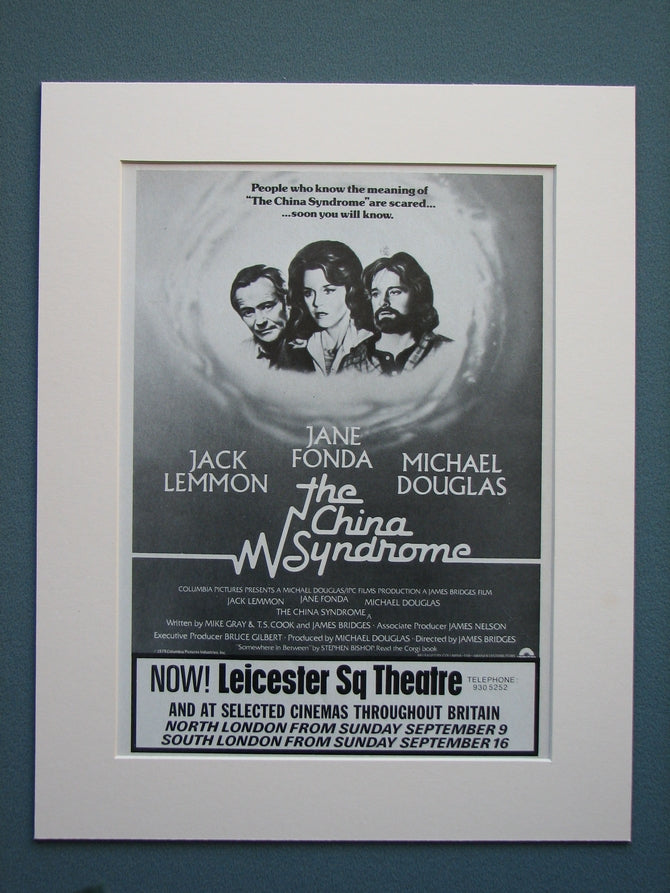 People who know the meaning of
"The China Syndrome" are scared...
...soon you will know.
JACK
LEMMON
JANE
FONDA
MICHAEL
DOUGLAS
the
China
Syndrome
COLUMBIA PICTURES PRESENTS A MICHAEL DOUGLAS/IPC FILMS PRODUCTION A JAMES BRIDGES FILM
JACK LEMMON JANE FONDA MICHAEL DOUGLAS
THE CHINA SYNDROME
Written by MIKE GRAY & T.S. COOK and JAMES BRIDGES · Associate Producer JAMES NELSON
Executive Producer BRUCE GILBERT · Produced by MICHAEL DOUGLAS · Directed by JAMES BRIDGES
"Somewhere in Between" by STEPHEN BISHOP Read the Corgi book
1979 Columbia Pictures Industries, Inc.
NOW! Leicester Sq Theatre TELEPHONE: 930 5252
AND AT SELECTED CINEMAS THROUGHOUT BRITAIN
NORTH LONDON FROM SUNDAY SEPTEMBER 9
SOUTH LONDON FROM SUNDAY SEPTEMBER 16